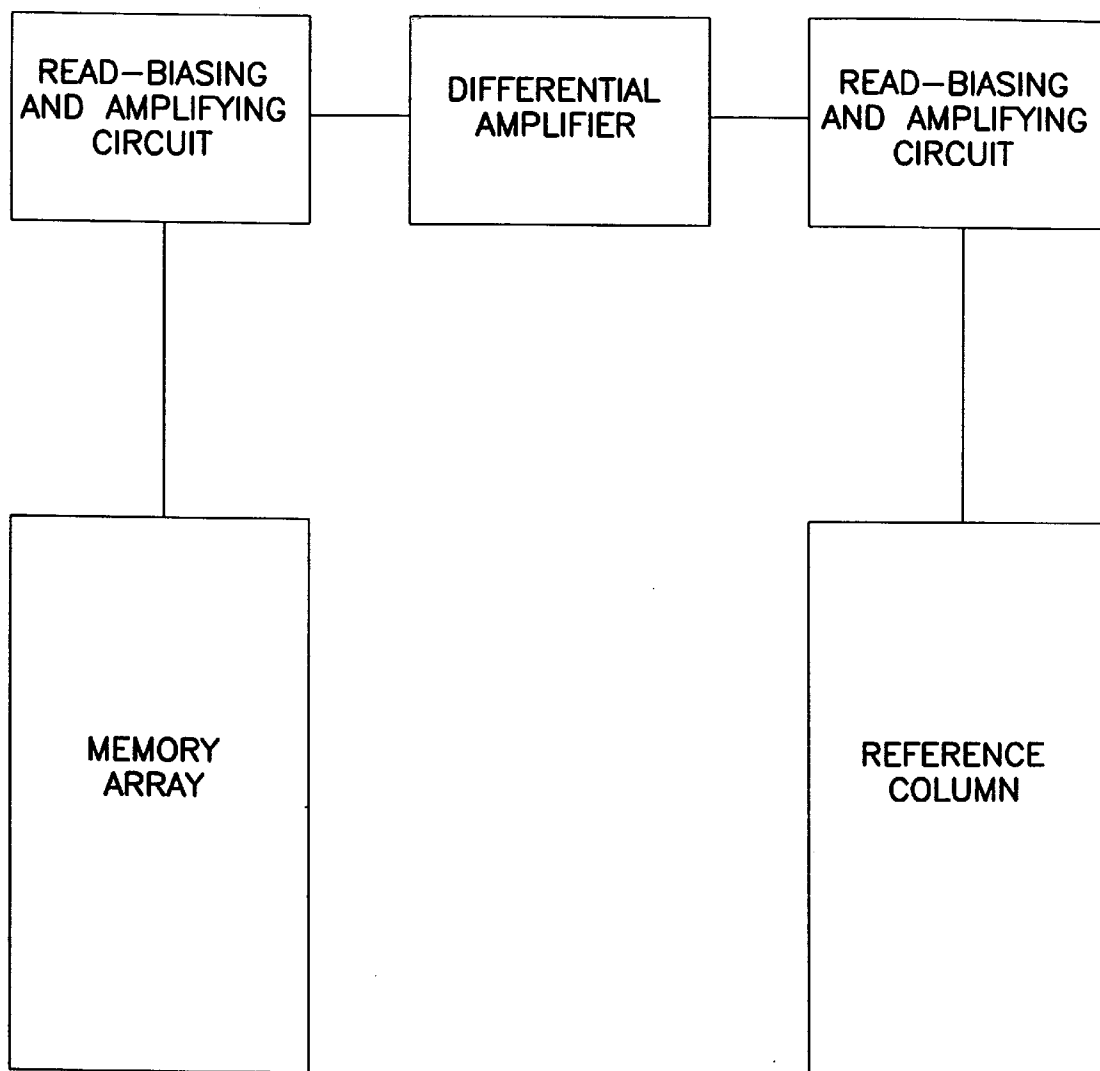 READ-BIASING
AND AMPLIFYING
CIRCUIT
DIFFERENTIAL
AMPLIFIER
READ-BIASING
AND AMPLIFYING
CIRCUIT
MEMORY
ARRAY
REFERENCE
COLUMN